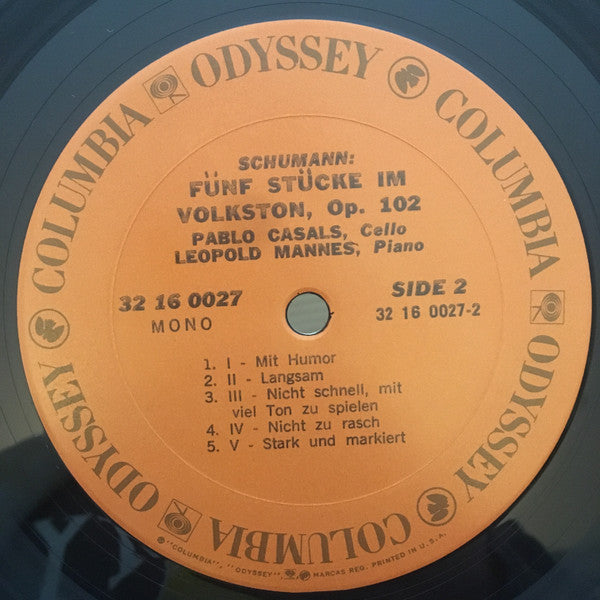 COLUMBIA ODYSSEY COLUMBIA ODYSSEY COLUMBIA ODYSSEY
SCHUMANN:
FÜNF STÜCKE IM
VOLKSTON, Op. 102
PABLO CASALS, Cello
LEOPOLD MANNES, Piano
32 16 0027
MONO
SIDE 2
32 16 0027-2
1. I - Mit Humor
2. II - Langsam
3. III - Nicht schnell, mit
viel Ton zu spielen
4. IV - Nicht zu rasch
5. V - Stark und markiert
"COLUMBIA", "ODYSSEY", MARCAS REG. PRINTED IN U.S.A.